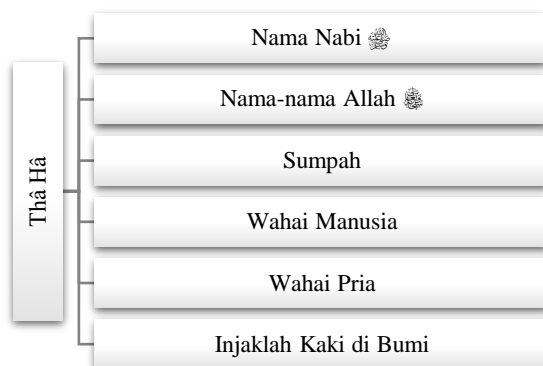 Thâ Hâ
Nama Nabi ﷺ
Nama-nama Allah ﷻ
Sumpah
Wahai Manusia
Wahai Pria
Injaklah Kaki di Bumi